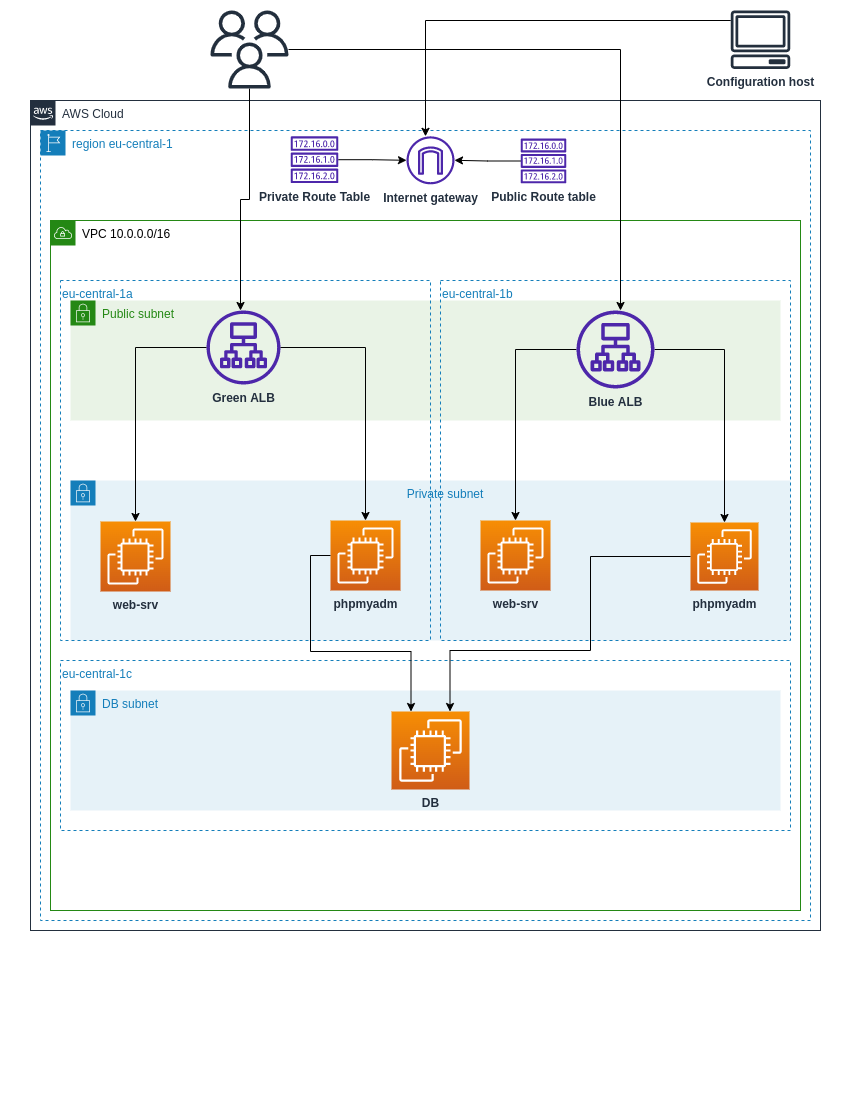 Configuration host
aws
AWS Cloud
region eu-central-1
172.16.0.0
172.16.1.0
172.16.2.0
172.16.0.0
172.16.1.0
172.16.2.0
Private Route Table
Internet gateway
Public Route table
VPC 10.0.0.0/16
eu-central-1a
eu-central-1b
Public subnet
Green ALB
Blue ALB
Private subnet
web-srv
phpmyadm
web-srv
phpmyadm
eu-central-1c
DB subnet
DB